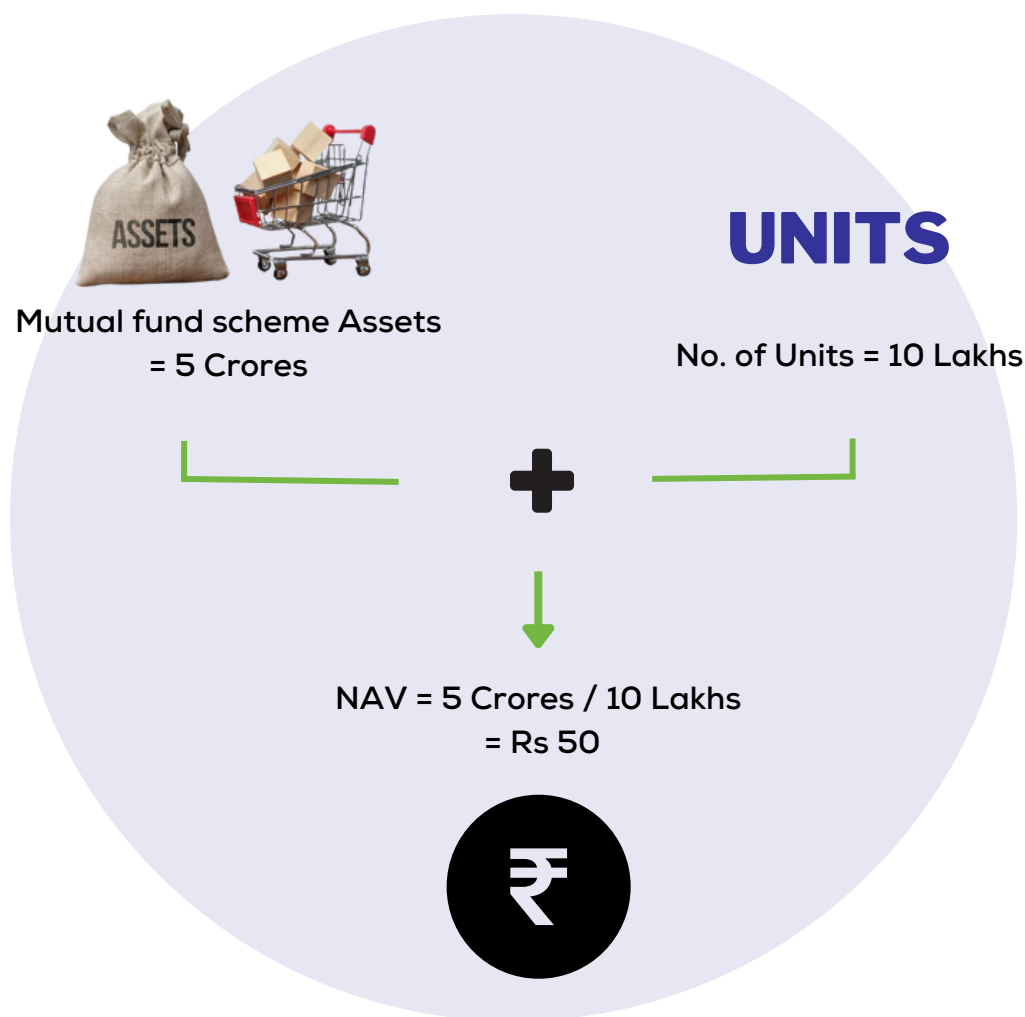 ASSETS
Mutual fund scheme Assets
= 5 Crores
UNITS
No. of Units = 10 Lakhs
+
NAV = 5 Crores / 10 Lakhs
= Rs 50
₹